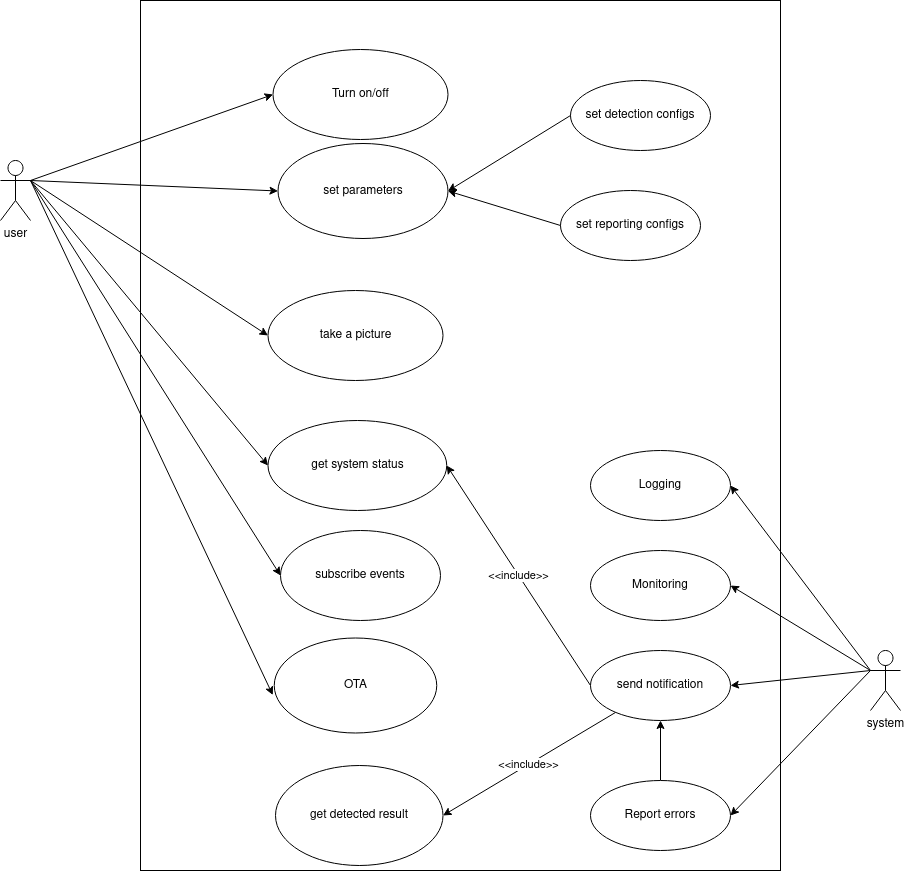 Turn on/off
set detection configs
set parameters
set reporting configs
user
take a picture
get system status
Logging
subscribe events
<<include>>
Monitoring
OTA
send notification
system
<<include>>
get detected result
Report errors